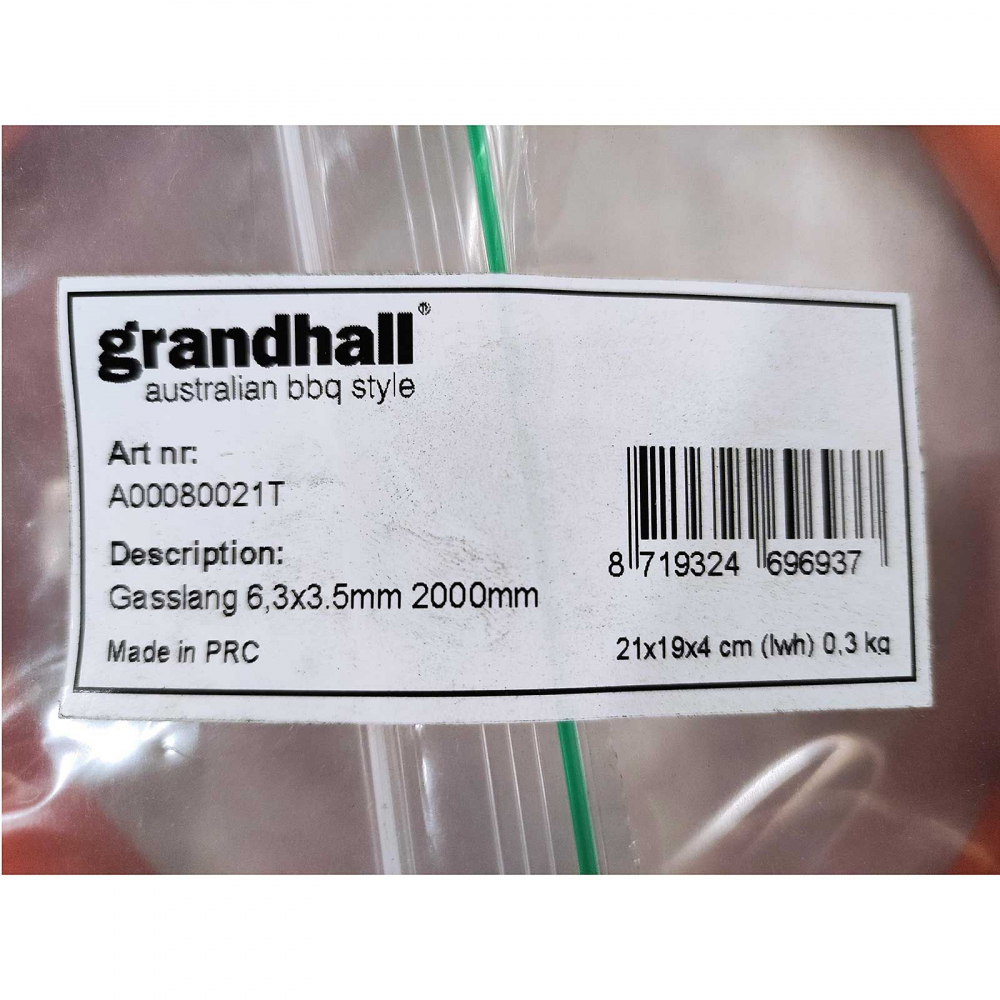 grandhall®
australian bbq style
Art nr:
A00080021T
Description:
Gasslang 6,3x3.5mm 2000mm
Made in PRC
8 719324 696937
21x19x4 cm (lwh) 0,3 kg